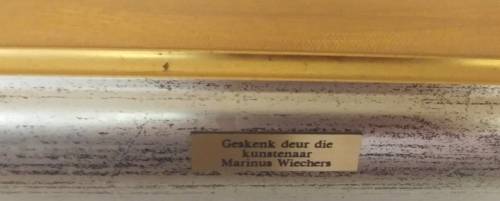 Geskenk deur die
kunstenaar
Marinus Wiechers